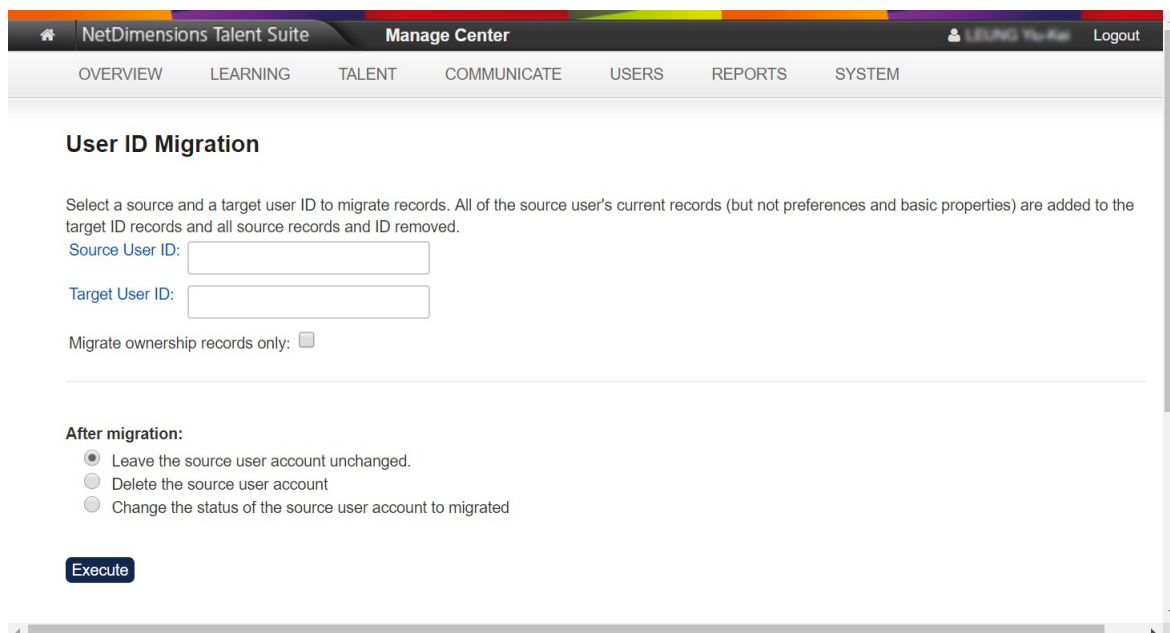 NetDimensions Talent Suite Manage Center LEUNG Yiu-Kei Logout
OVERVIEW LEARNING TALENT COMMUNICATE USERS REPORTS SYSTEM
User ID Migration
Select a source and a target user ID to migrate records. All of the source user's current records (but not preferences and basic properties) are added to the
target ID records and all source records and ID removed.
Source User ID:
Target User ID:
Migrate ownership records only:
After migration:
Leave the source user account unchanged.
Delete the source user account
Change the status of the source user account to migrated
Execute